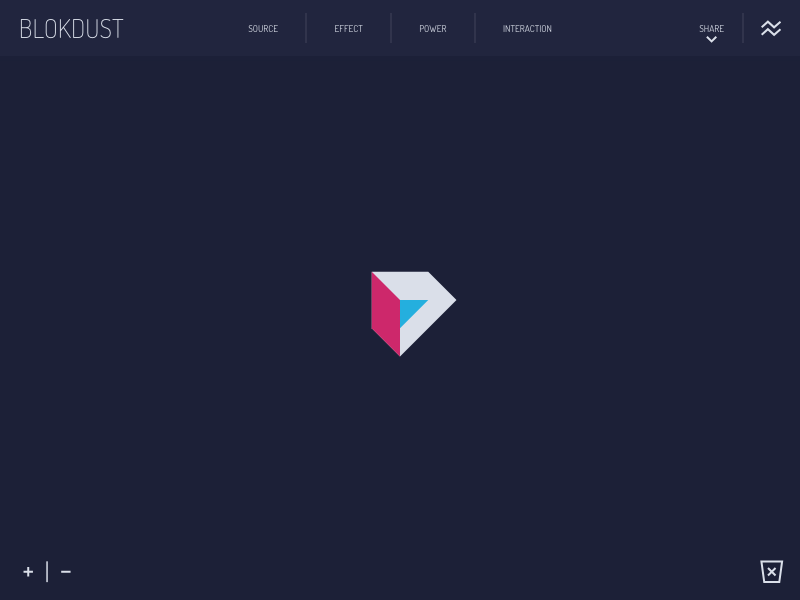 BLOKDUST
SOURCE
EFFECT
POWER
INTERACTION
SHARE